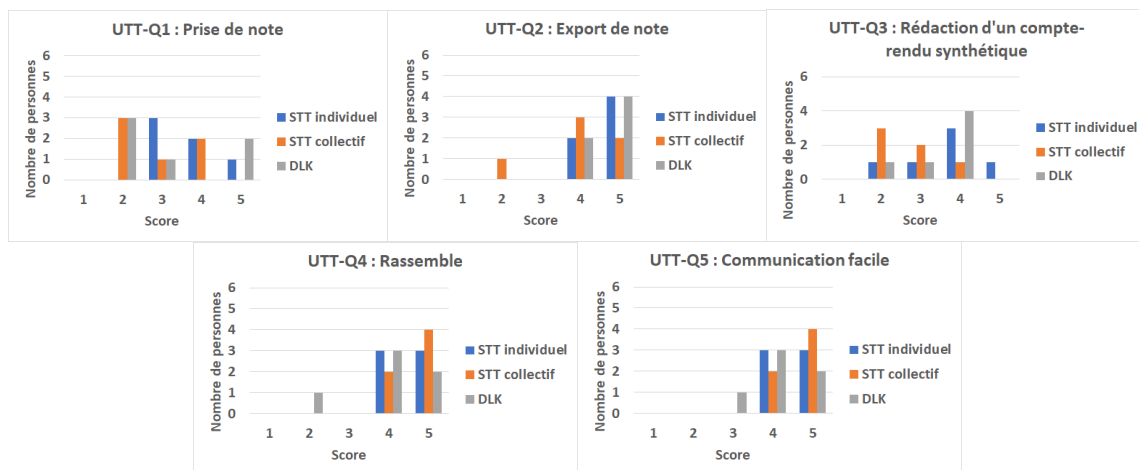 UTT-Q1 : Prise de note
Nombre de personnes
6
5
4
3
2
1
0
1 2 3 4 5
Score
STT individuel
STT collectif
DLK
UTT-Q2 : Export de note
Nombre de personnes
6
5
4
3
2
1
0
1 2 3 4 5
Score
STT individuel
STT collectif
DLK
UTT-Q3 : Rédaction d'un compte-
rendu synthétique
Nombre de personnes
6
4
2
0
1 2 3 4 5
Score
STT individuel
STT collectif
DLK
UTT-Q4 : Rassemble
Nombre de personnes
6
5
4
3
2
1
0
1 2 3 4 5
Score
STT individuel
STT collectif
DLK
UTT-Q5 : Communication facile
Nombre de personnes
6
5
4
3
2
1
0
1 2 3 4 5
Score
STT individuel
STT collectif
DLK